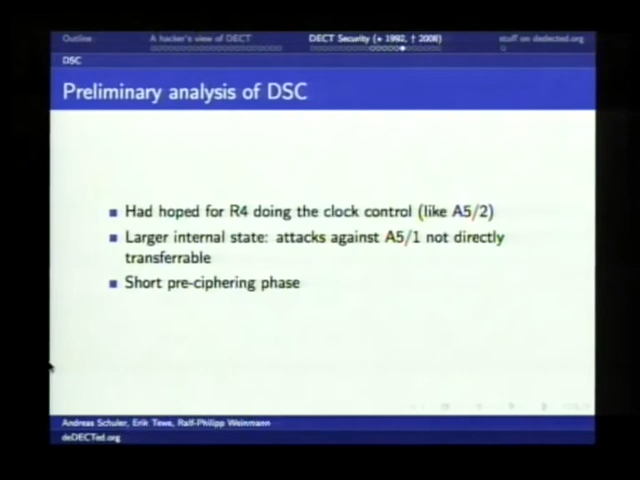 Outline
A hacker's view of DECT
DECT Security (* 1992, † 2008)
stuff on dedected.org
DSC
Preliminary analysis of DSC
Had hoped for R4 doing the clock control (like A5/2)
Larger internal state: attacks against A5/1 not directly
transferrable
Short pre-ciphering phase
Andreas Schuler, Erik Tews, Ralf-Philipp Weinmann
deDECTed.org